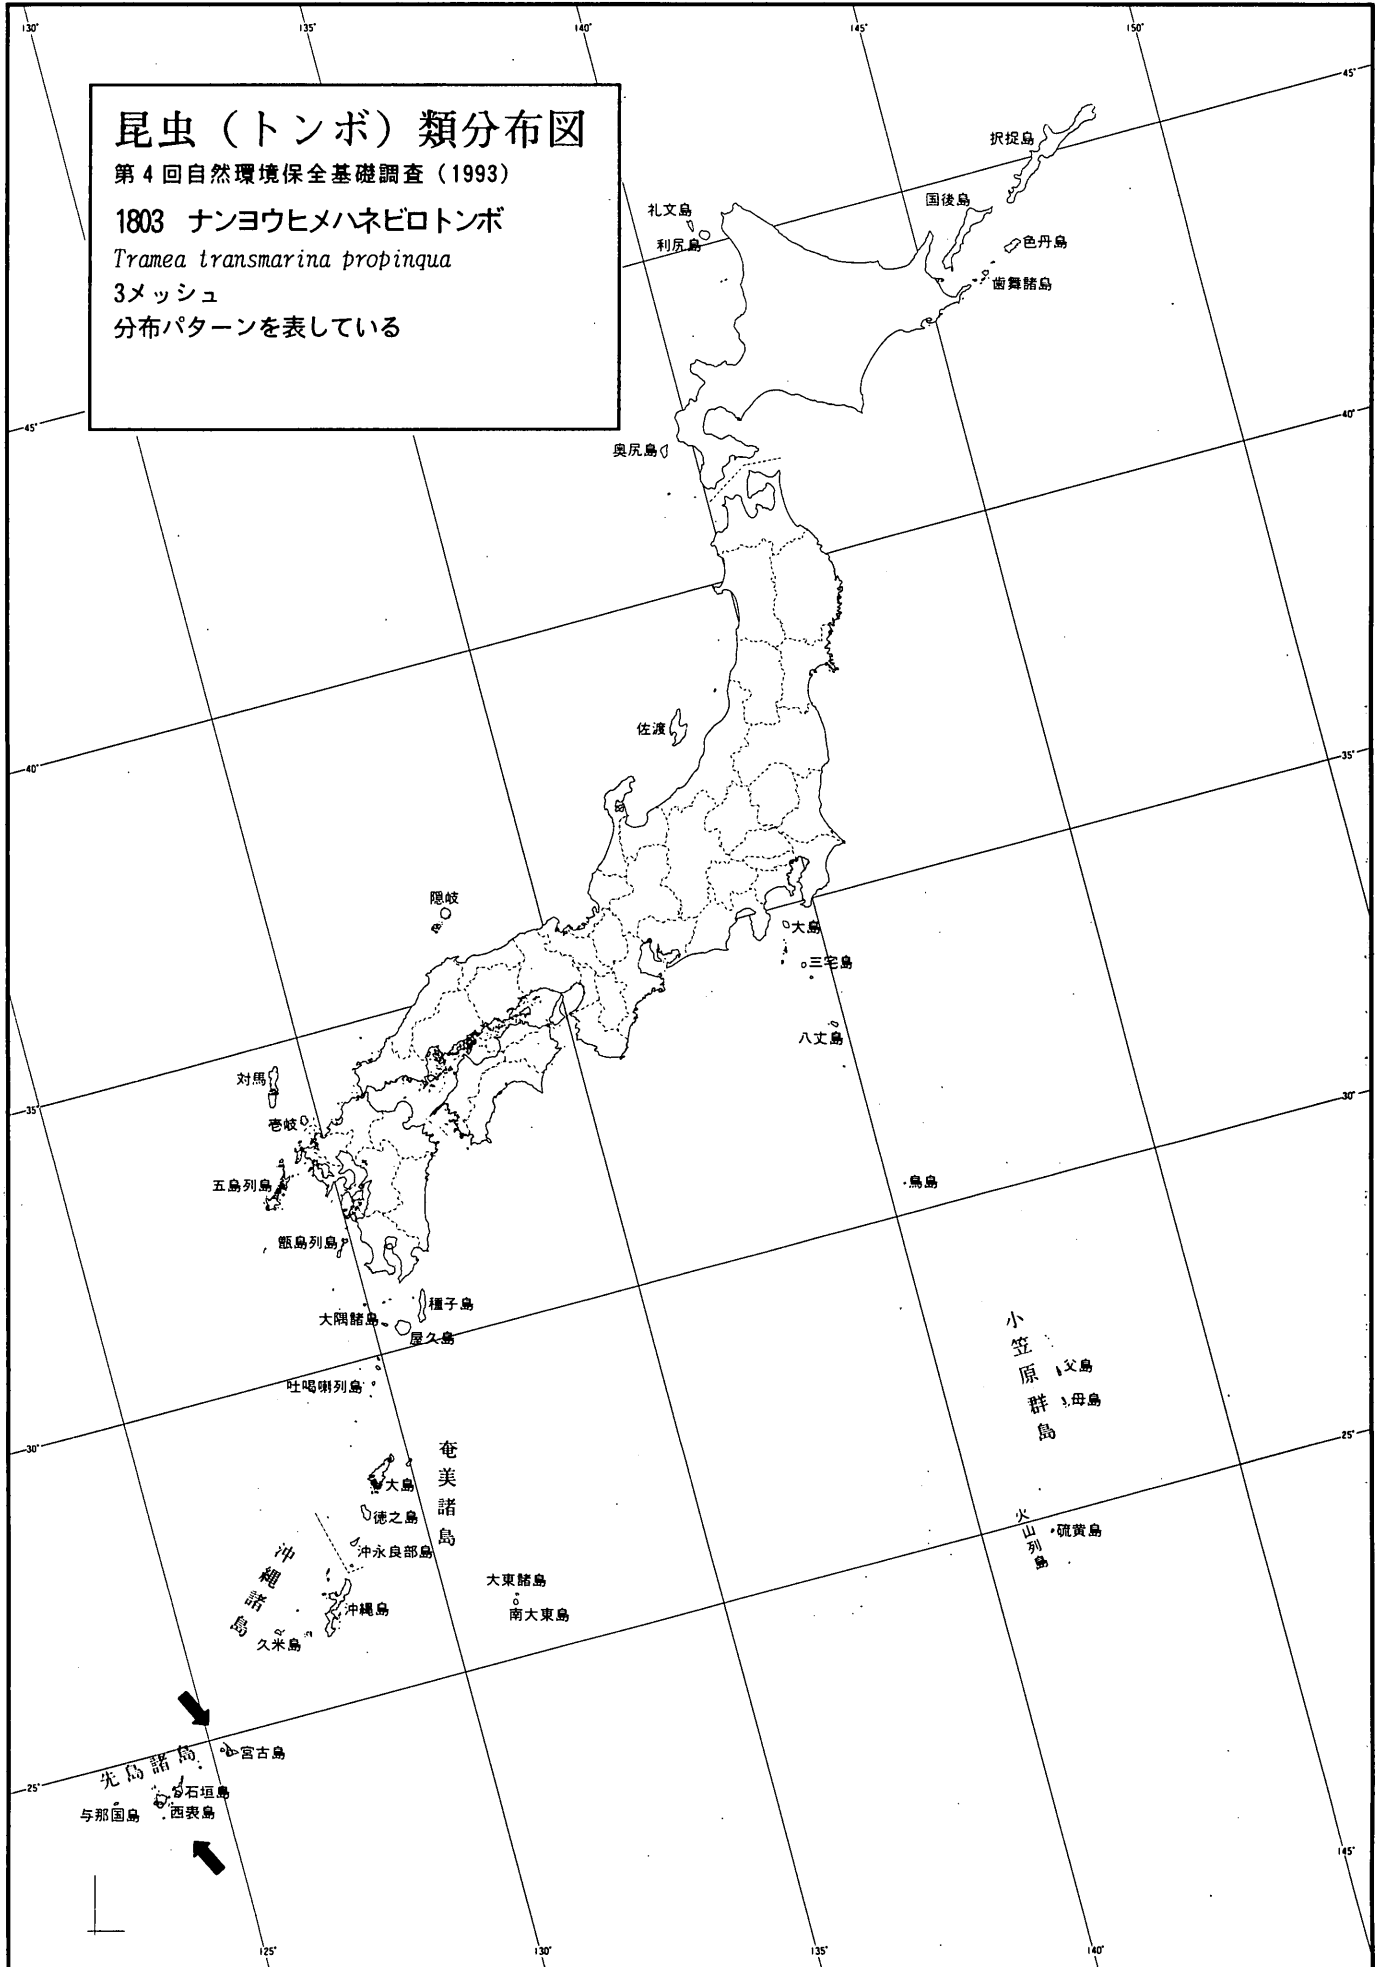 130°
135°
140°
145°
150°
昆虫（トンボ）類分布図
第4回自然環境保全基礎調査（1993）
1803 ナンヨウヒメハネビロトンボ
Tramea transmarina propinqua
3メッシュ
分布パターンを表している
45°
択捉島
国後島
礼文島
利尻島
色丹島
歯舞諸島
45°
40°
奥尻島
佐渡
40°
35°
隠岐
大島
三宅島
八丈島
対馬
35°
30°
壱岐
五島列島
鳥島
甑島列島
大隅諸島
種子島
屋久島
小笠原群島
父島
母島
吐噶喇列島
30°
25°
奄美諸島
大島
徳之島
沖永良部島
火山列島
硫黄島
沖縄諸島
沖縄島
久米島
大東諸島
南大東島
先島諸島
宮古島
25°
石垣島
西表島
与那国島
145°
125°
130°
135°
140°